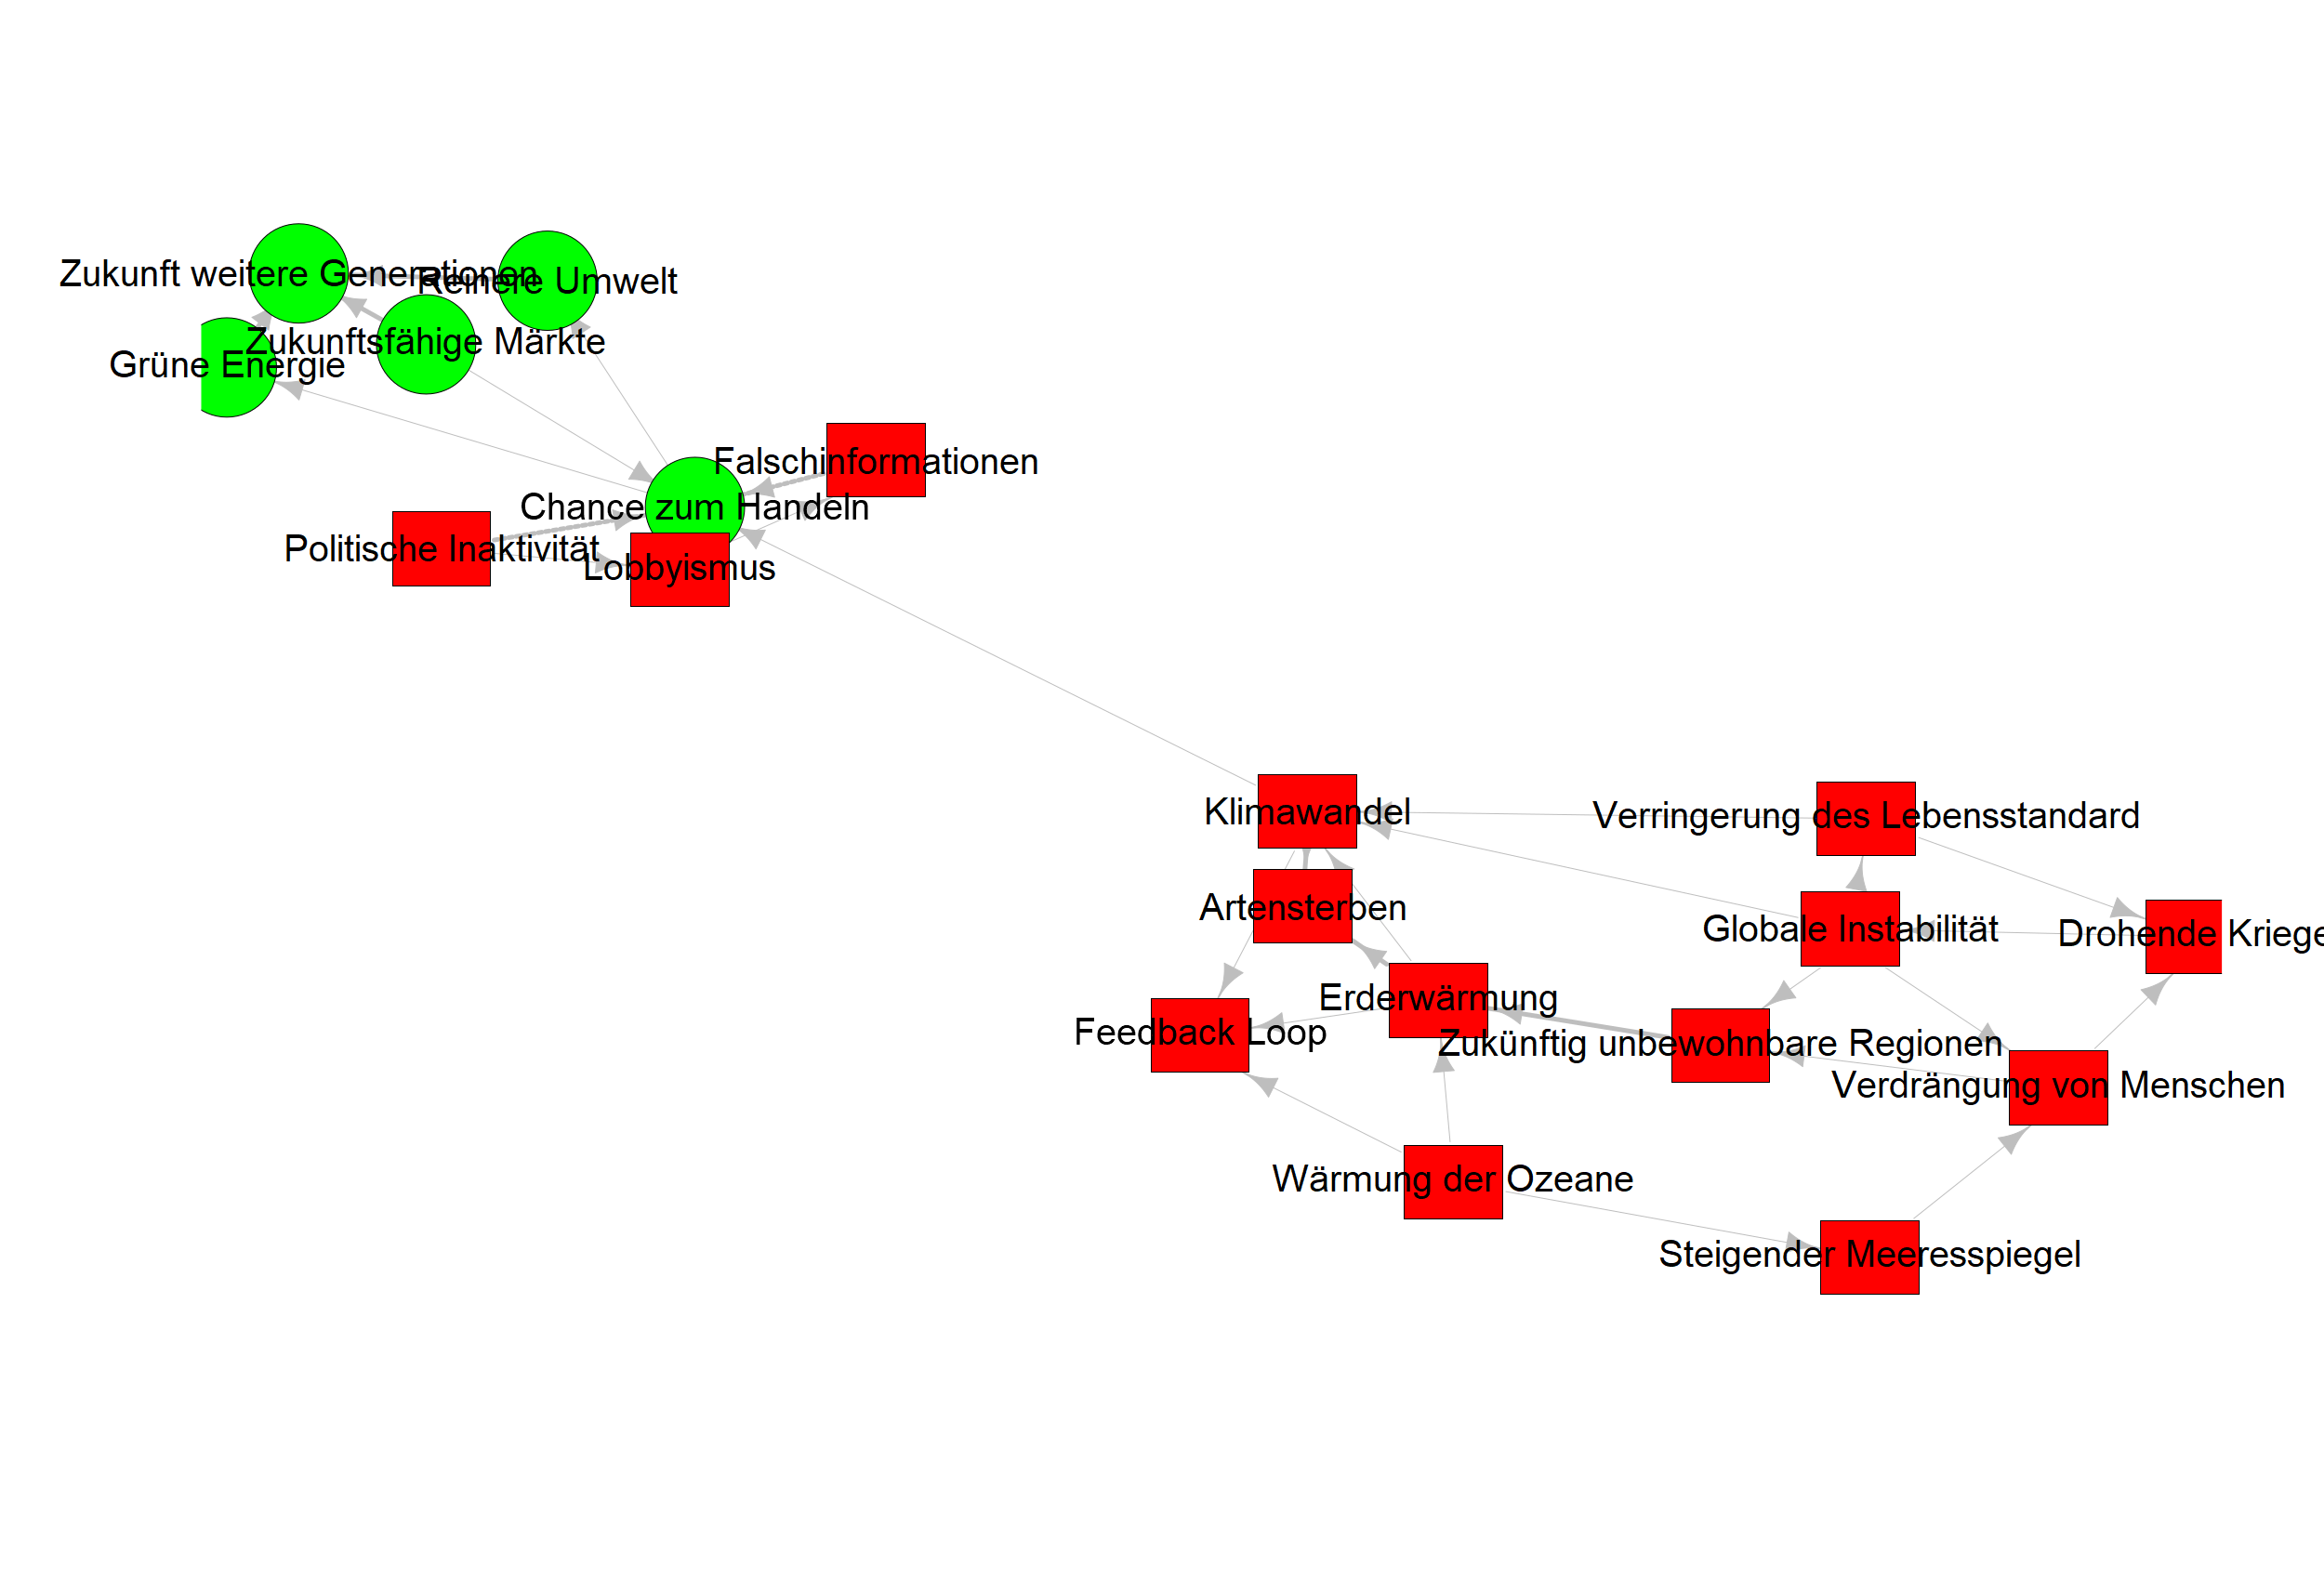 Zukunft weitere Generationen
Reinere Umwelt
Zukunftsfähige Märkte
Grüne Energie
Falschinformationen
Chance zum Handeln
Politische Inaktivität
Lobbyismus
Klimawandel
Verringerung des Lebensstandard
Artensterben
Globale Instabilität
Drohende Kriege
Erderwärmung
Feedback Loop
Zukünftig unbewohnbare Regionen
Verdrängung von Menschen
Wärmung der Ozeane
Steigender Meeresspiegel